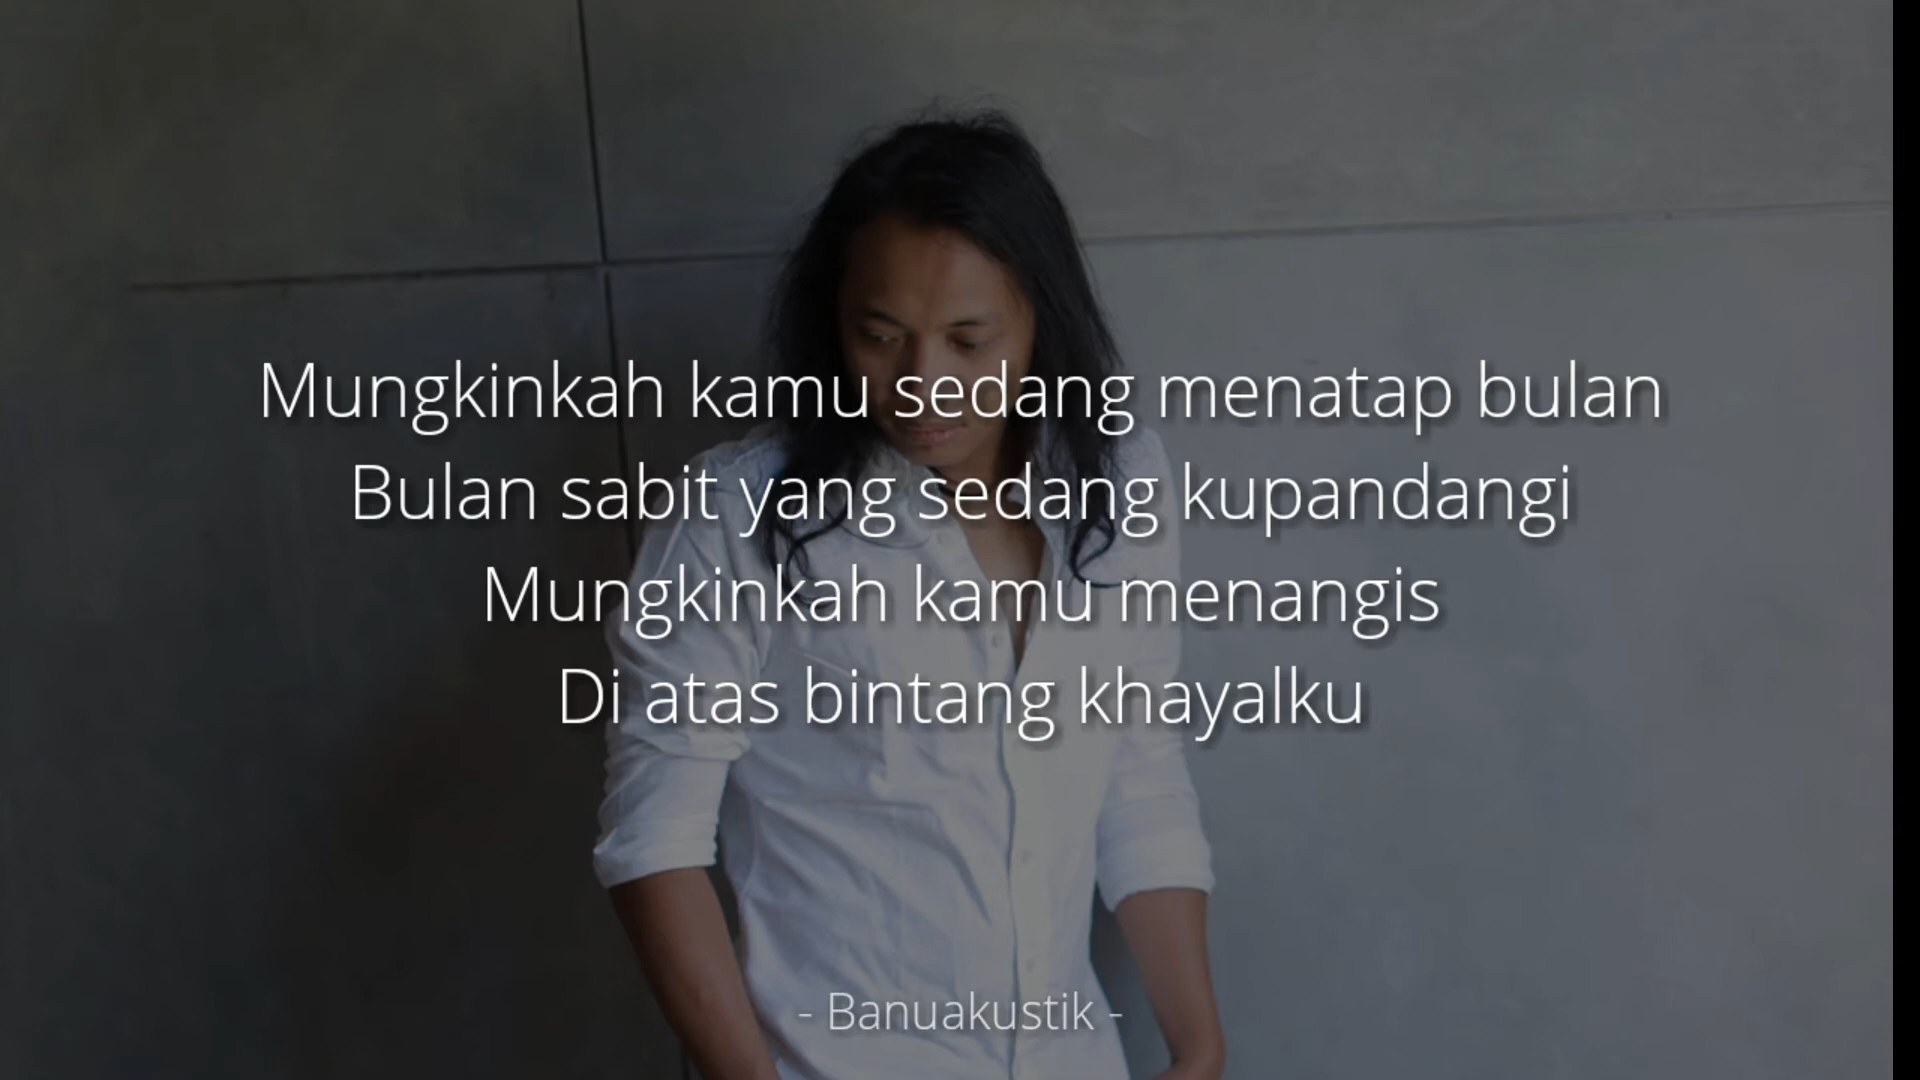 Mungkinkah kamu sedang menatap bulan
Bulan sabit yang sedang kupandangi
Mungkinkah kamu menangis
Di atas bintang khayalku
- Banuakustik -